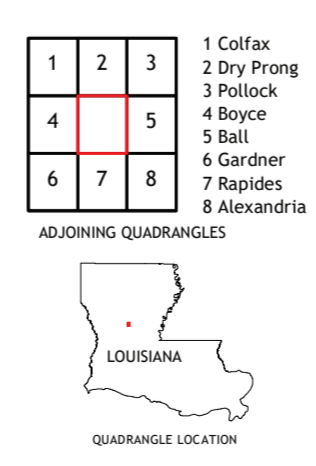 1 2 3
4 5
6 7 8
1 Colfax
2 Dry Prong
3 Pollock
4 Boyce
5 Ball
6 Gardner
7 Rapides
8 Alexandria
ADJOINING QUADRANGLES
LOUISIANA
QUADRANGLE LOCATION